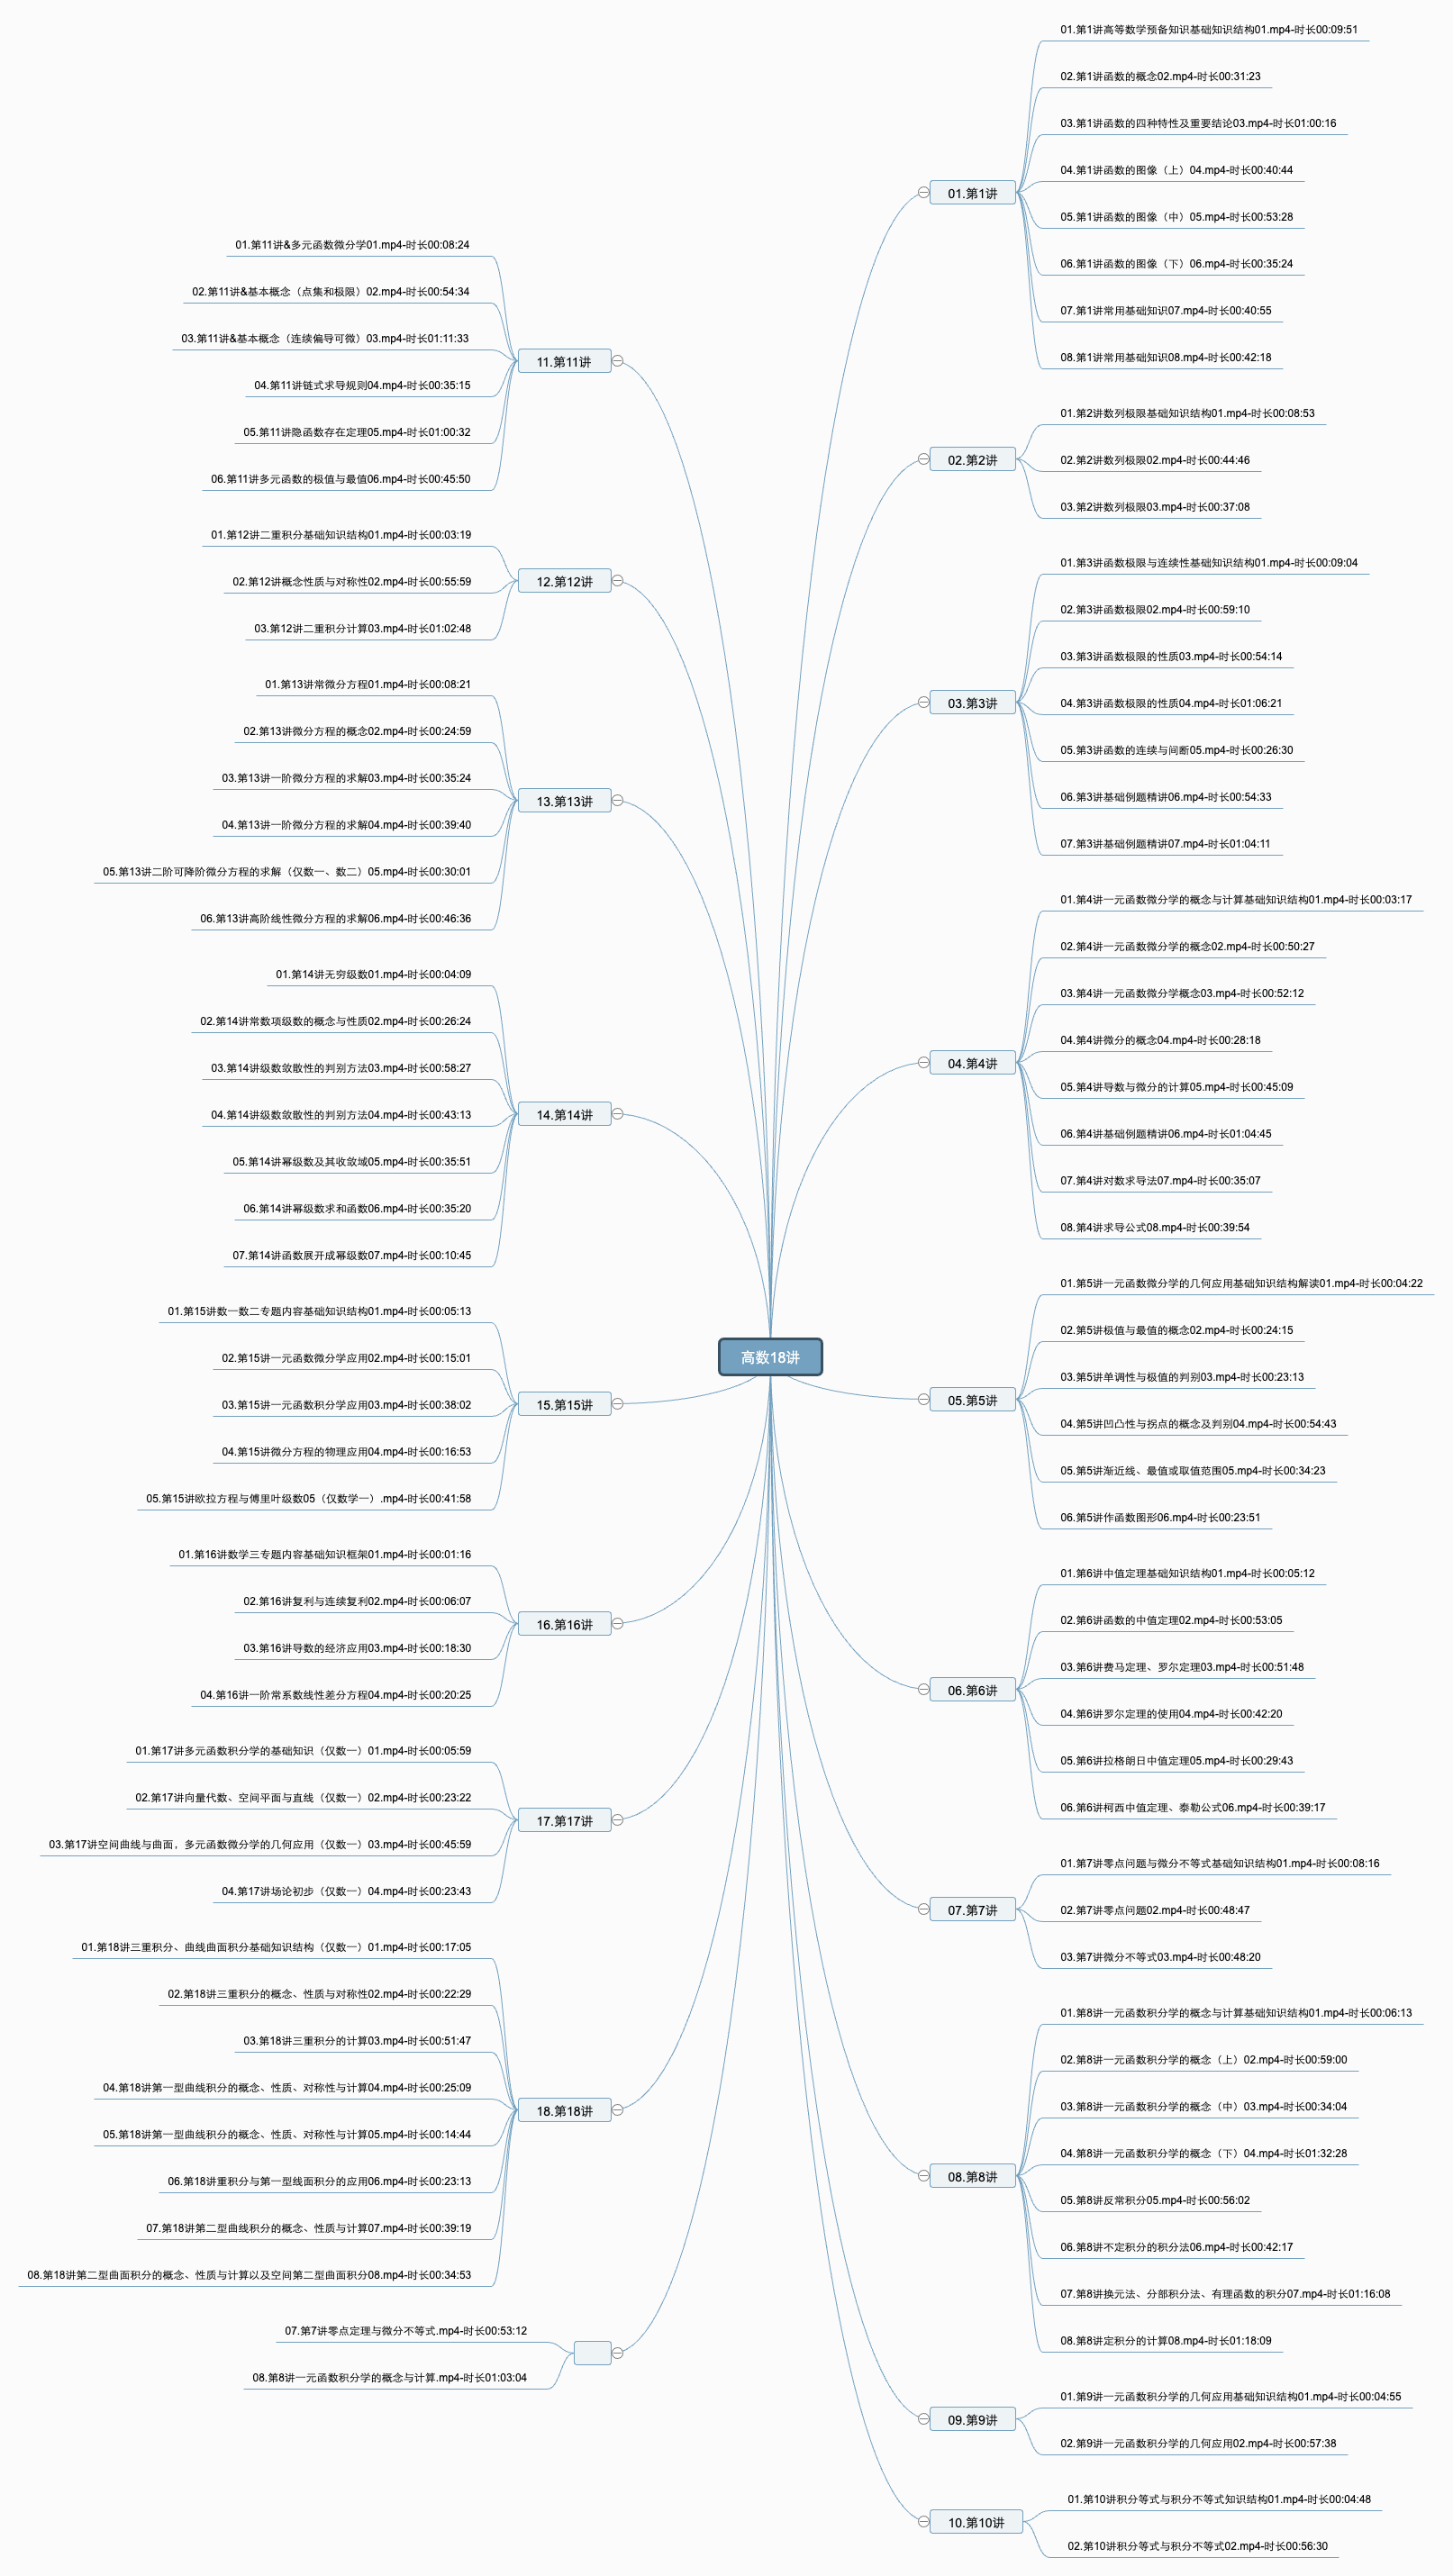 高数18讲
01.第1讲
01.第1讲高等数学预备知识基础知识结构01.mp4-时长00:09:51
02.第1讲函数的概念02.mp4-时长00:31:23
03.第1讲函数的四种特性及重要结论03.mp4-时长01:00:16
04.第1讲函数的图像（上）04.mp4-时长00:40:44
05.第1讲函数的图像（中）05.mp4-时长00:53:28
06.第1讲函数的图像（下）06.mp4-时长00:35:24
07.第1讲常用基础知识07.mp4-时长00:40:55
08.第1讲常用基础知识08.mp4-时长00:42:18
02.第2讲
01.第2讲数列极限基础知识结构01.mp4-时长00:08:53
02.第2讲数列极限02.mp4-时长00:44:46
03.第2讲数列极限03.mp4-时长00:37:08
03.第3讲
01.第3讲函数极限与连续性基础知识结构01.mp4-时长00:09:04
02.第3讲函数极限02.mp4-时长00:59:10
03.第3讲函数极限的性质03.mp4-时长00:54:14
04.第3讲函数极限的性质04.mp4-时长01:06:21
05.第3讲函数的连续与间断05.mp4-时长00:26:30
06.第3讲基础例题精讲06.mp4-时长00:54:33
07.第3讲基础例题精讲07.mp4-时长01:04:11
04.第4讲
01.第4讲一元函数微分学的概念与计算基础知识结构01.mp4-时长00:03:17
02.第4讲一元函数微分学的概念02.mp4-时长00:50:27
03.第4讲一元函数微分学概念03.mp4-时长00:52:12
04.第4讲微分的概念04.mp4-时长00:28:18
05.第4讲导数与微分的计算05.mp4-时长00:45:09
06.第4讲基础例题精讲06.mp4-时长01:04:45
07.第4讲对数求导法07.mp4-时长00:35:07
08.第4讲求导公式08.mp4-时长00:39:54
05.第5讲
01.第5讲一元函数微分学的几何应用基础知识结构解读01.mp4-时长00:04:22
02.第5讲极值与最值的概念02.mp4-时长00:24:15
03.第5讲单调性与极值的判别03.mp4-时长00:23:13
04.第5讲凹凸性与拐点的概念及判别04.mp4-时长00:54:43
05.第5讲渐近线、最值或取值范围05.mp4-时长00:34:23
06.第5讲作函数图形06.mp4-时长00:23:51
06.第6讲
01.第6讲中值定理基础知识结构01.mp4-时长00:05:12
02.第6讲函数的中值定理02.mp4-时长00:53:05
03.第6讲费马定理、罗尔定理03.mp4-时长00:51:48
04.第6讲罗尔定理的使用04.mp4-时长00:42:20
05.第6讲拉格朗日中值定理05.mp4-时长00:29:43
06.第6讲柯西中值定理、泰勒公式06.mp4-时长00:39:17
07.第7讲
01.第7讲零点问题与微分不等式基础知识结构01.mp4-时长00:08:16
02.第7讲零点问题02.mp4-时长00:48:47
03.第7讲微分不等式03.mp4-时长00:48:20
08.第8讲
01.第8讲一元函数积分学的概念与计算基础知识结构01.mp4-时长00:06:13
02.第8讲一元函数积分学的概念（上）02.mp4-时长00:59:00
03.第8讲一元函数积分学的概念（中）03.mp4-时长00:34:04
04.第8讲一元函数积分学的概念（下）04.mp4-时长01:32:28
05.第8讲反常积分05.mp4-时长00:56:02
06.第8讲不定积分的积分法06.mp4-时长00:42:17
07.第8讲换元法、分部积分法、有理函数的积分07.mp4-时长01:16:08
08.第8讲定积分的计算08.mp4-时长01:18:09
09.第9讲
01.第9讲一元函数积分学的几何应用基础知识结构01.mp4-时长00:04:55
02.第9讲一元函数积分学的几何应用02.mp4-时长00:57:38
10.第10讲
01.第10讲积分等式与积分不等式知识结构01.mp4-时长00:04:48
02.第10讲积分等式与积分不等式02.mp4-时长00:56:30
11.第11讲
01.第11讲&多元函数微分学01.mp4-时长00:08:24
02.第11讲&基本概念（点集和极限）02.mp4-时长00:54:34
03.第11讲&基本概念（连续偏导可微）03.mp4-时长01:11:33
04.第11讲链式求导规则04.mp4-时长00:35:15
05.第11讲隐函数存在定理05.mp4-时长01:00:32
06.第11讲多元函数的极值与最值06.mp4-时长00:45:50
12.第12讲
01.第12讲二重积分基础知识结构01.mp4-时长00:03:19
02.第12讲概念性质与对称性02.mp4-时长00:55:59
03.第12讲二重积分计算03.mp4-时长01:02:48
13.第13讲
01.第13讲常微分方程01.mp4-时长00:08:21
02.第13讲微分方程的概念02.mp4-时长00:24:59
03.第13讲一阶微分方程的求解03.mp4-时长00:35:24
04.第13讲一阶微分方程的求解04.mp4-时长00:39:40
05.第13讲二阶可降阶微分方程的求解（仅数一、数二）05.mp4-时长00:30:01
06.第13讲高阶线性微分方程的求解06.mp4-时长00:46:36
14.第14讲
01.第14讲无穷级数01.mp4-时长00:04:09
02.第14讲常数项级数的概念与性质02.mp4-时长00:26:24
03.第14讲级数敛散性的判别方法03.mp4-时长00:58:27
04.第14讲级数敛散性的判别方法04.mp4-时长00:43:13
05.第14讲幂级数及其收敛域05.mp4-时长00:35:51
06.第14讲幂级数求和函数06.mp4-时长00:35:20
07.第14讲函数展开成幂级数07.mp4-时长00:10:45
15.第15讲
01.第15讲数一数二专题内容基础知识结构01.mp4-时长00:05:13
02.第15讲一元函数微分学应用02.mp4-时长00:15:01
03.第15讲一元函数积分学应用03.mp4-时长00:38:02
04.第15讲微分方程的物理应用04.mp4-时长00:16:53
05.第15讲欧拉方程与傅里叶级数05（仅数学一）.mp4-时长00:41:58
16.第16讲
01.第16讲数学三专题内容基础知识框架01.mp4-时长00:01:16
02.第16讲复利与连续复利02.mp4-时长00:06:07
03.第16讲导数的经济应用03.mp4-时长00:18:30
04.第16讲一阶常系数线性差分方程04.mp4-时长00:20:25
17.第17讲
01.第17讲多元函数积分学的基础知识（仅数一）01.mp4-时长00:05:59
02.第17讲向量代数、空间平面与直线（仅数一）02.mp4-时长00:23:22
03.第17讲空间曲线与曲面，多元函数微分学的几何应用（仅数一）03.mp4-时长00:45:59
04.第17讲场论初步（仅数一）04.mp4-时长00:23:43
18.第18讲
01.第18讲三重积分、曲线曲面积分基础知识结构（仅数一）01.mp4-时长00:17:05
02.第18讲三重积分的概念、性质与对称性02.mp4-时长00:22:29
03.第18讲三重积分的计算03.mp4-时长00:51:47
04.第18讲第一型曲线积分的概念、性质、对称性与计算04.mp4-时长00:25:09
05.第18讲第一型曲线积分的概念、性质、对称性与计算05.mp4-时长00:14:44
06.第18讲重积分与第一型线面积分的应用06.mp4-时长00:23:13
07.第18讲第二型曲线积分的概念、性质与计算07.mp4-时长00:39:19
08.第18讲第二型曲面积分的概念、性质与计算以及空间第二型曲面积分08.mp4-时长00:34:53
07.第7讲零点定理与微分不等式.mp4-时长00:53:12
08.第8讲一元函数积分学的概念与计算.mp4-时长01:03:04